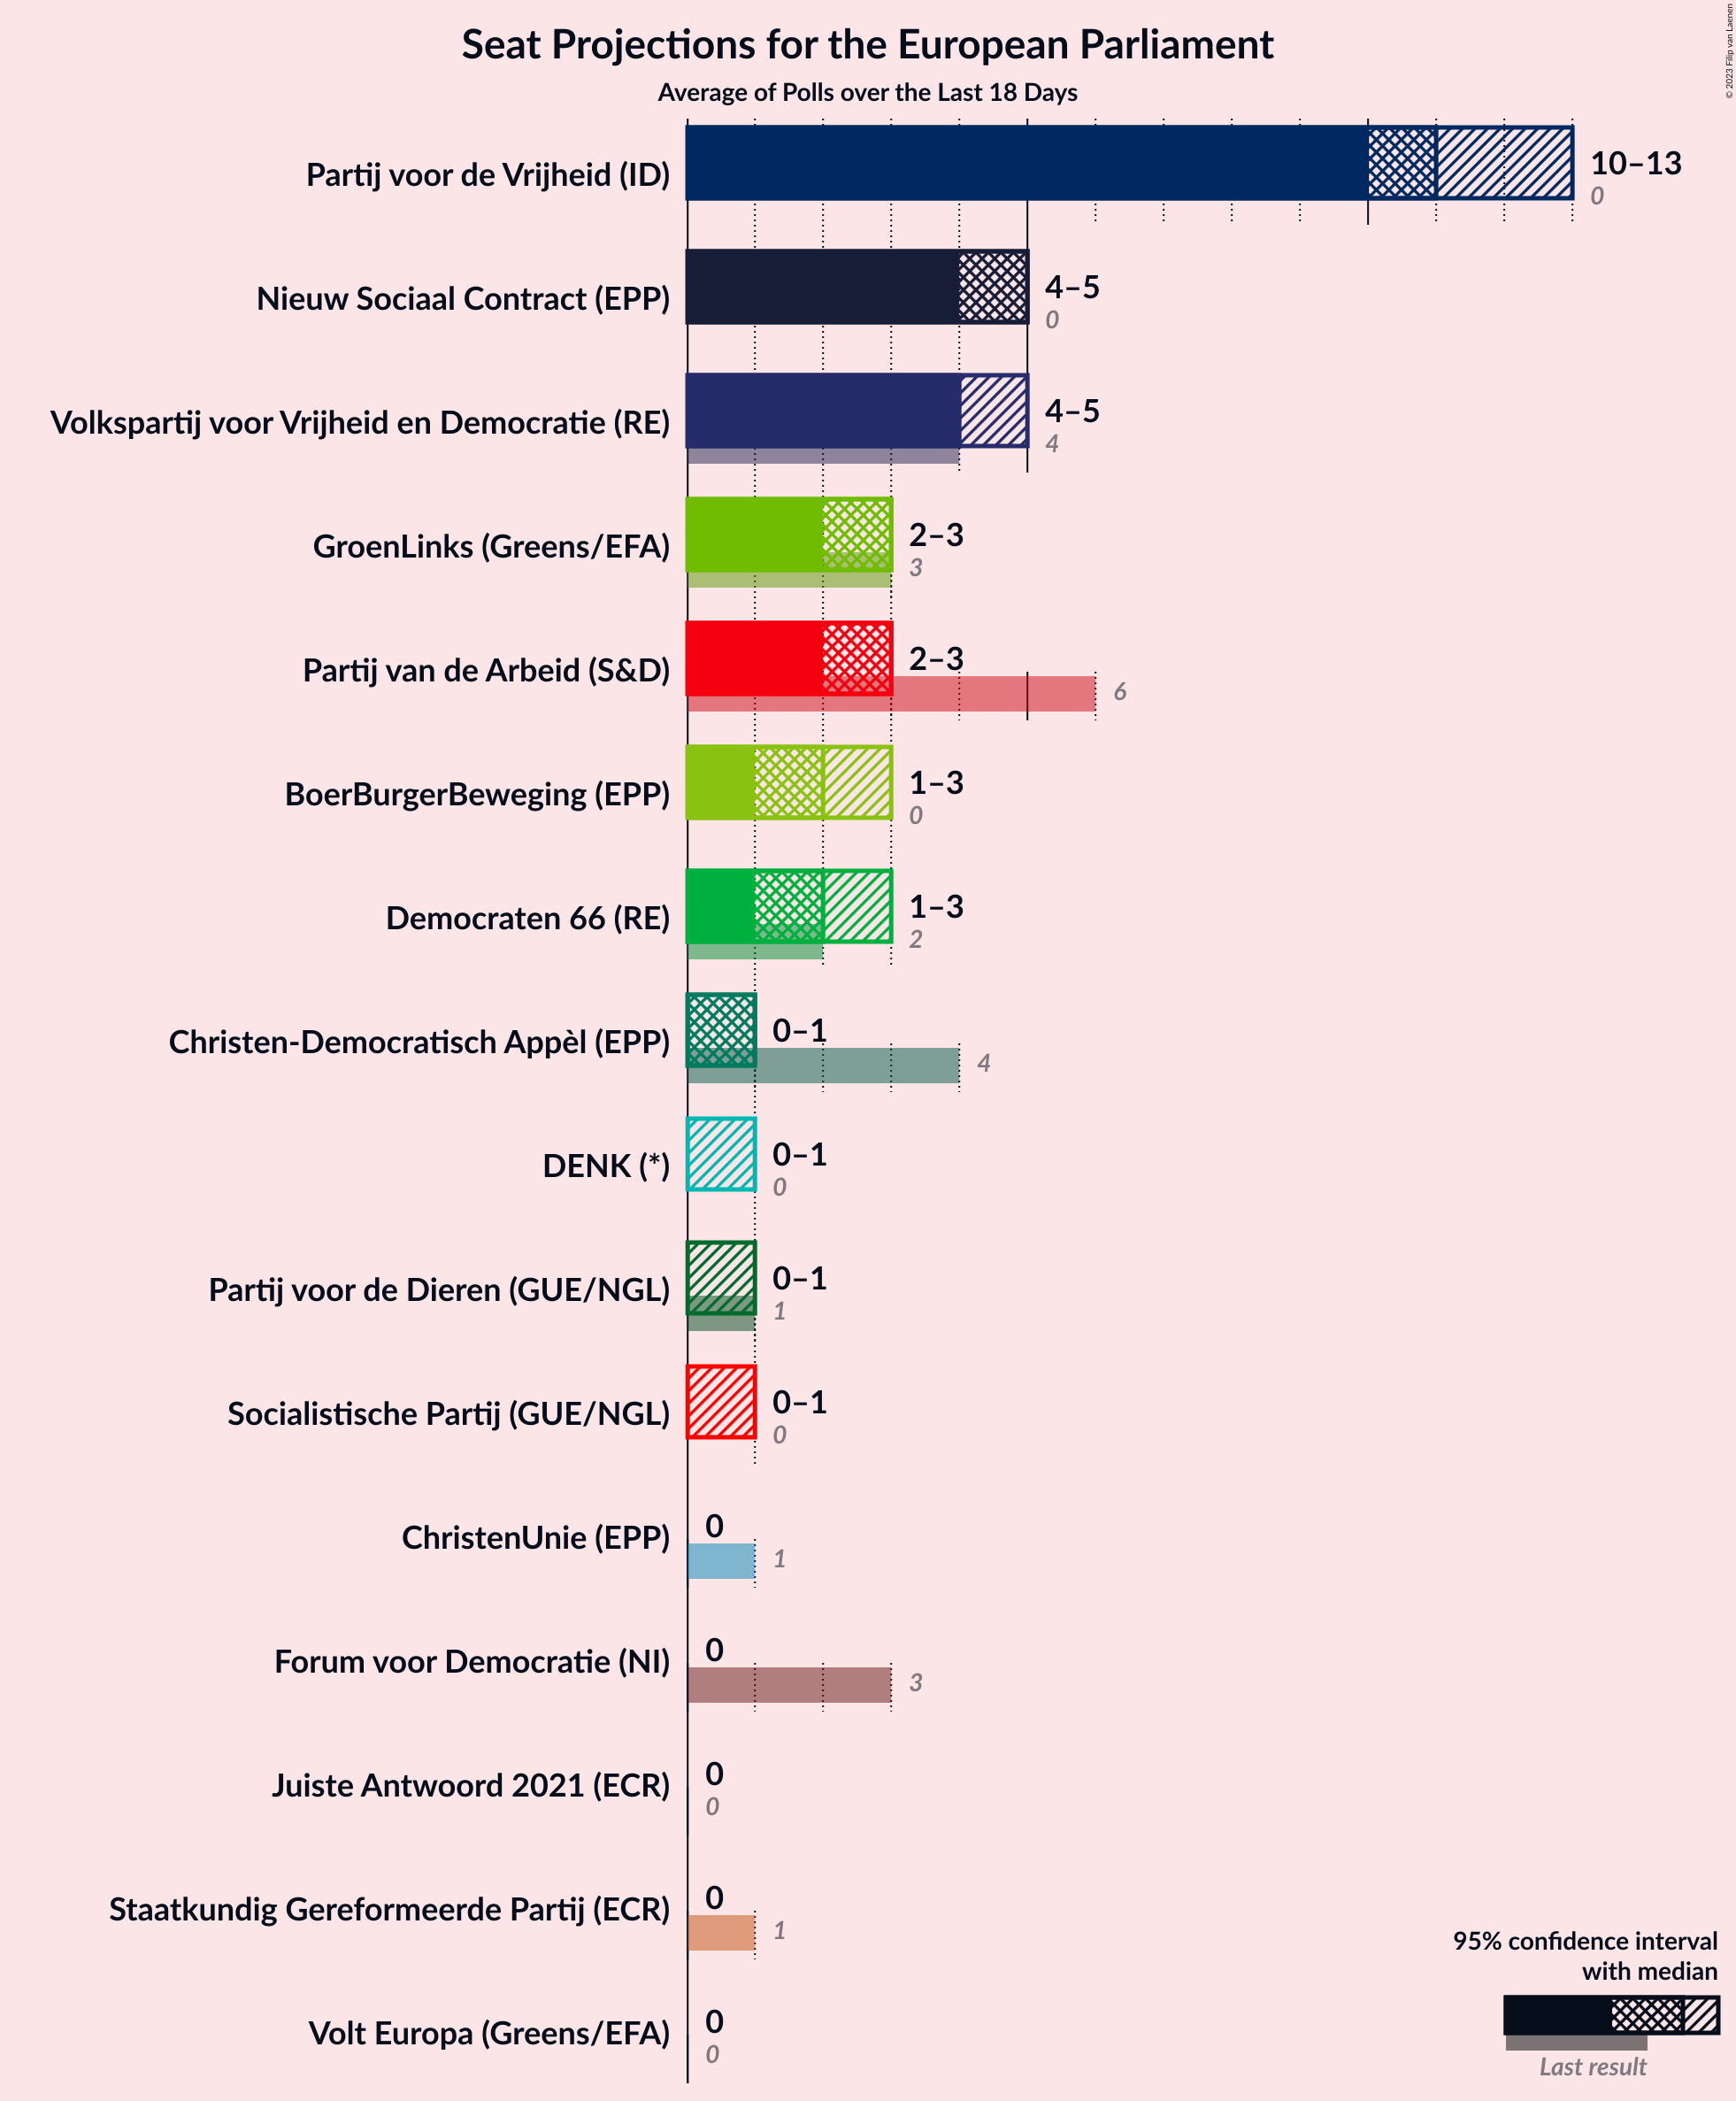 Seat Projections for the European Parliament
Average of Polls over the Last 18 Days
© 2023 Filip van Laenen
Partij voor de Vrijheid (ID)
10–13
0
Nieuw Sociaal Contract (EPP)
4–5
0
Volkspartij voor Vrijheid en Democratie (RE)
4–5
4
GroenLinks (Greens/EFA)
2–3
3
Partij van de Arbeid (S&D)
2–3
6
BoerBurgerBeweging (EPP)
1–3
0
Democraten 66 (RE)
1–3
2
Christen-Democratisch Appèl (EPP)
0–1
4
DENK (*)
0–1
0
Partij voor de Dieren (GUE/NGL)
0–1
1
Socialistische Partij (GUE/NGL)
0–1
0
ChristenUnie (EPP)
0
1
Forum voor Democratie (NI)
0
3
Juiste Antwoord 2021 (ECR)
0
0
Staatkundig Gereformeerde Partij (ECR)
0
1
Volt Europa (Greens/EFA)
0
0
95% confidence interval
with median
Last result